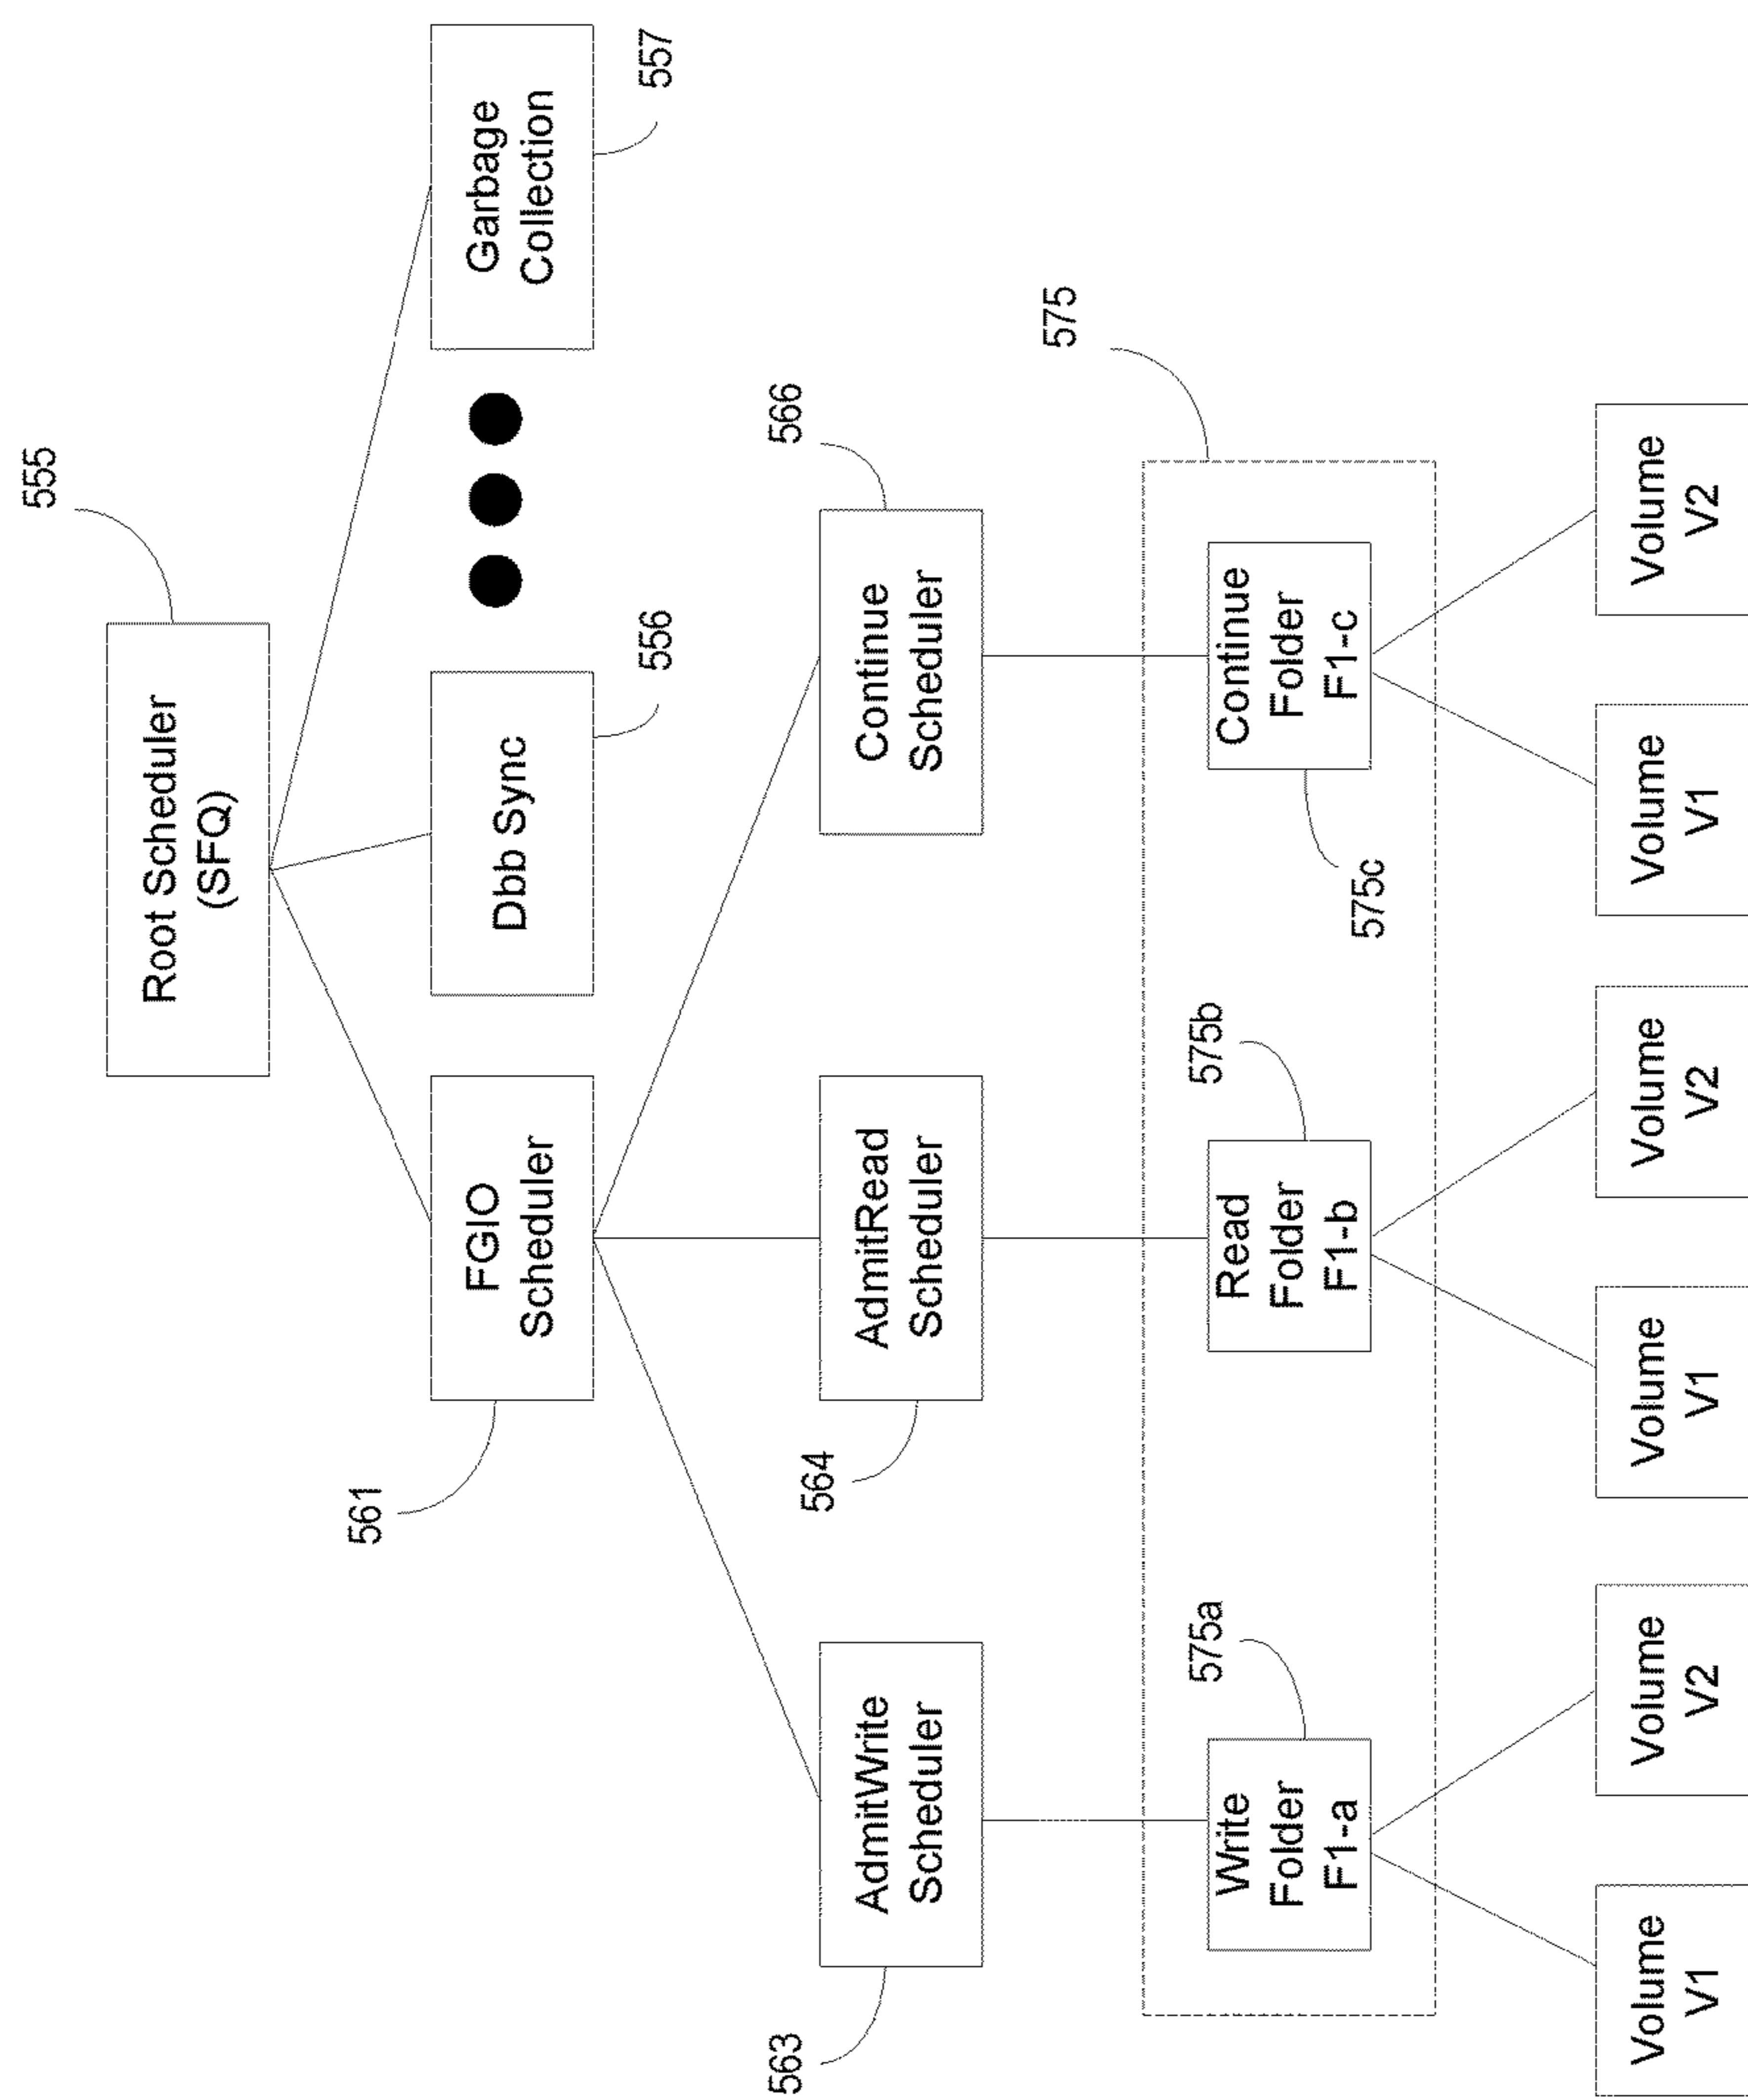 555
Root Scheduler
(SFQ)
561
FGIO
Scheduler
Dbb Sync
556
Garbage
Collection
557
563
AdmitWrite
Scheduler
564
AdmitRead
Scheduler
Continue
Scheduler
566
575
575a
Write
Folder
F1-a
575b
Read
Folder
F1-b
575c
Continue
Folder
F1-c
Volume
V1
Volume
V2
Volume
V1
Volume
V2
Volume
V1
Volume
V2